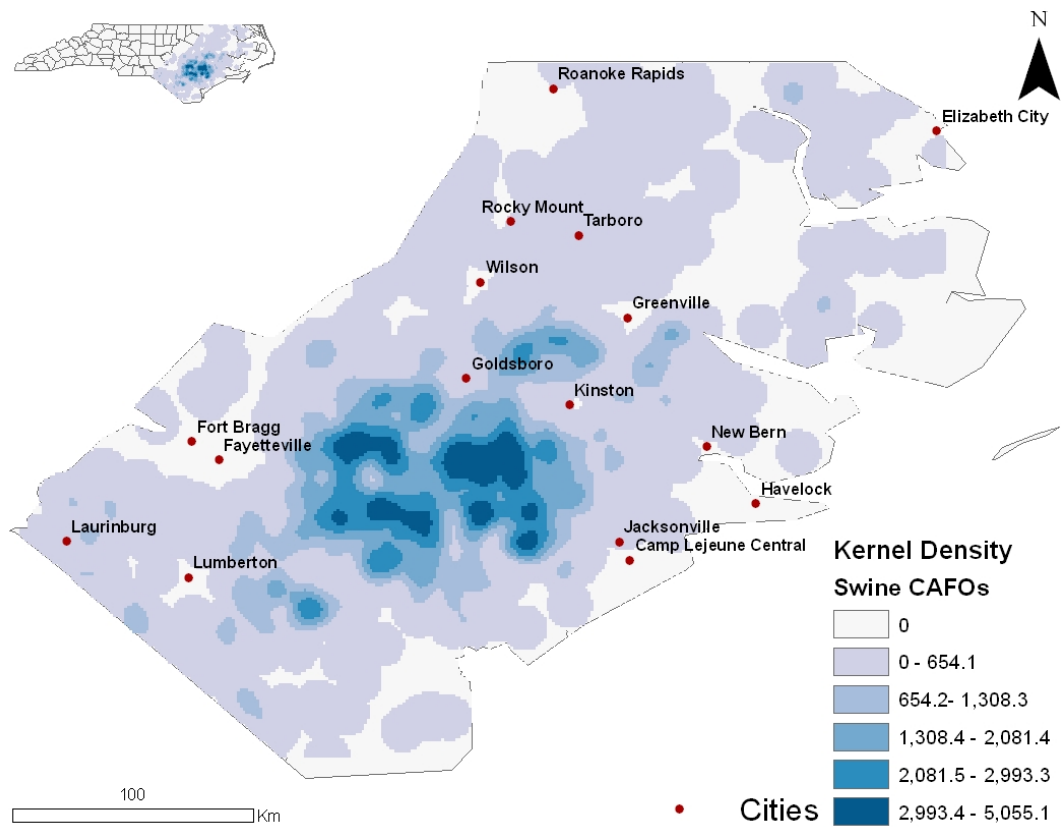 N
Roanoke Rapids
Elizabeth City
Rocky Mount
Tarboro
Wilson
Greenville
Goldsboro
Kinston
Fort Bragg
Fayetteville
New Bern
Havelock
Laurinburg
Jacksonville
Camp Lejeune Central
Lumberton
Kernel Density
Swine CAFOs
0
0 - 654.1
654.2- 1,308.3
1,308.4 - 2,081.4
2,081.5 - 2,993.3
2,993.4 - 5,055.1
Cities
100
Km